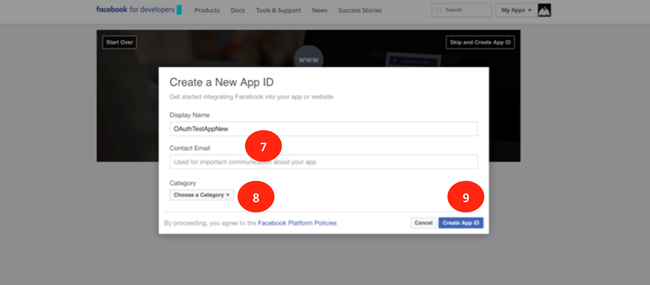 facebook for developers Products Docs Tools & Support News Success Stories Search My Apps
Start Over Skip and Create App ID
www
Create a New App ID
Get started integrating Facebook into your app or website
Display Name
OAuthTestAppNew
7
Contact Email
Used for important communication about your app
Category
Choose a Category 8 9
By proceeding, you agree to the Facebook Platform Policies Cancel Create App ID